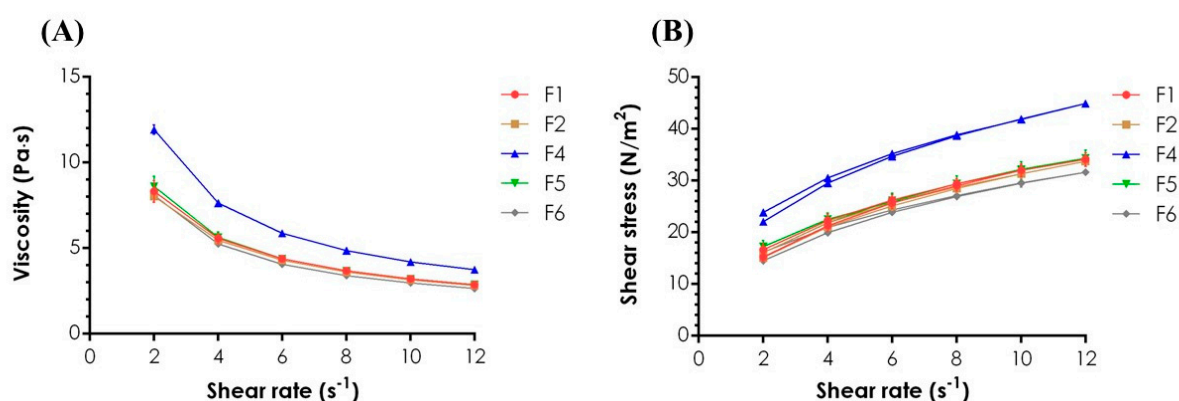 (A)
Viscosity (Pa·s)
15
10
5
0
0 2 4 6 8 10 12
Shear rate (s⁻¹)
F1
F2
F4
F5
F6
(B)
Shear stress (N/m²)
50
40
30
20
10
0
0 2 4 6 8 10 12
Shear rate (s⁻¹)
F1
F2
F4
F5
F6